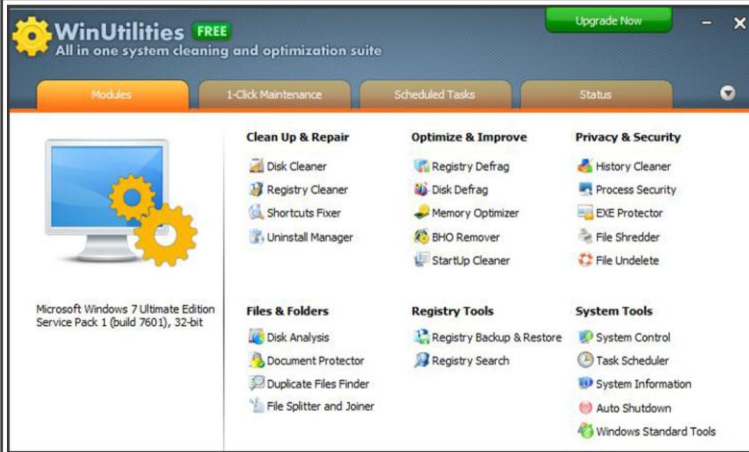 WinUtilities FREE
All in one system cleaning and optimization suite
Upgrade Now
Modules
1-Click Maintenance
Scheduled Tasks
Status
Clean Up & Repair
Disk Cleaner
Registry Cleaner
Shortcuts Fixer
Uninstall Manager
Optimize & Improve
Registry Defrag
Disk Defrag
Memory Optimizer
BHO Remover
StartUp Cleaner
Privacy & Security
History Cleaner
Process Security
EXE Protector
File Shredder
File Undelete
Microsoft Windows 7 Ultimate Edition
Service Pack 1 (build 7601), 32-bit
Files & Folders
Disk Analysis
Document Protector
Duplicate Files Finder
File Splitter and Joiner
Registry Tools
Registry Backup & Restore
Registry Search
System Tools
System Control
Task Scheduler
System Information
Auto Shutdown
Windows Standard Tools